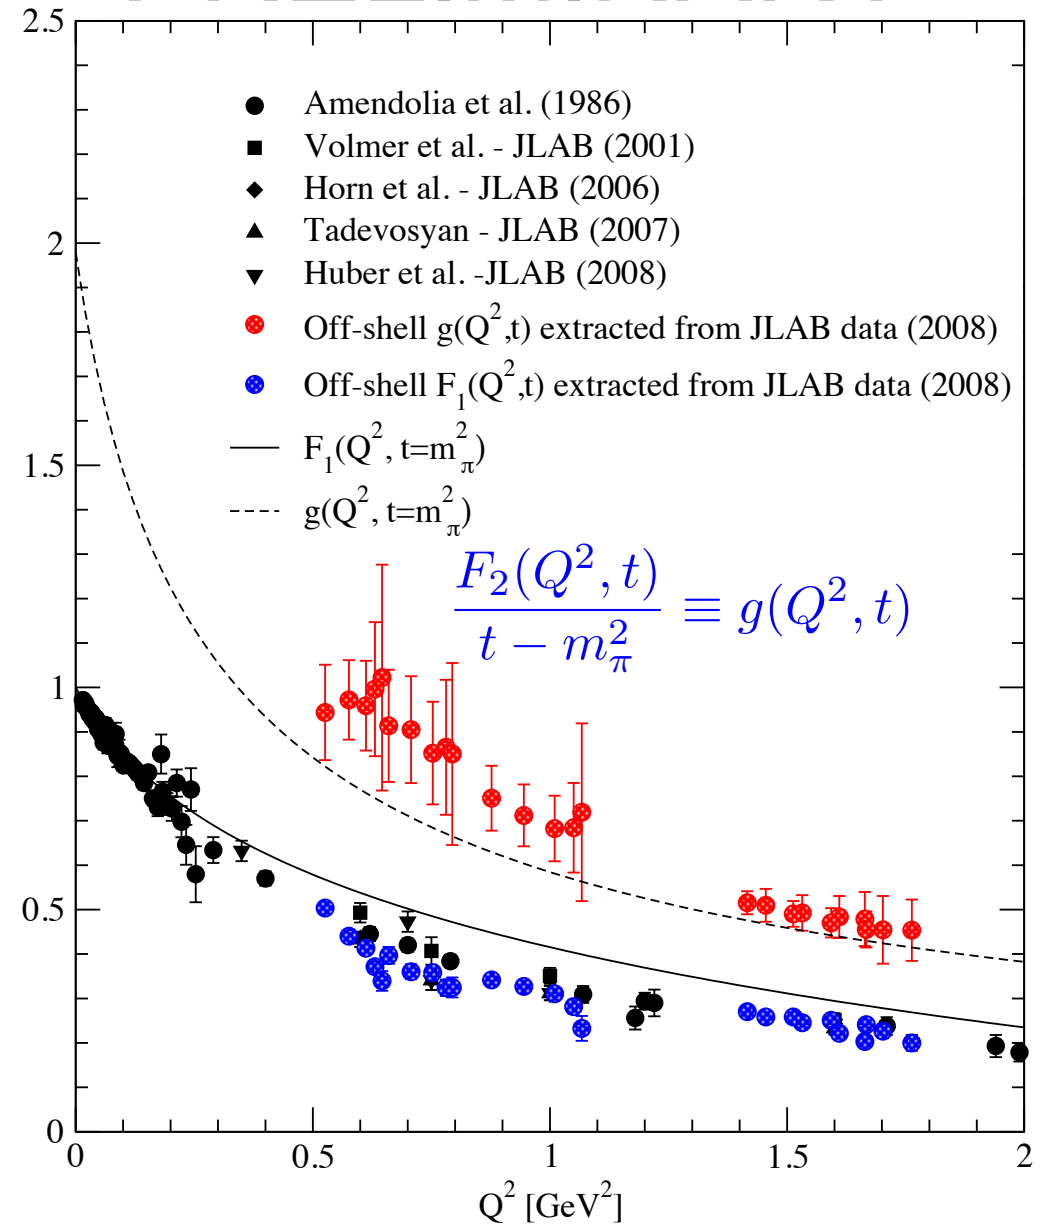 2.5
Amendolia et al. (1986)
Volmer et al. - JLAB (2001)
Horn et al. - JLAB (2006)
Tadevosyan - JLAB (2007)
Huber et al. -JLAB (2008)
Off-shell g(Q²,t) extracted from JLAB data (2008)
Off-shell F₁(Q²,t) extracted from JLAB data (2008)
F₁(Q², t=m²_π)
g(Q², t=m²_π)
F₂(Q², t) / (t − m²_π) ≡ g(Q², t)
2
1.5
1
0.5
0
0 0.5 1 1.5 2
Q² [GeV²]